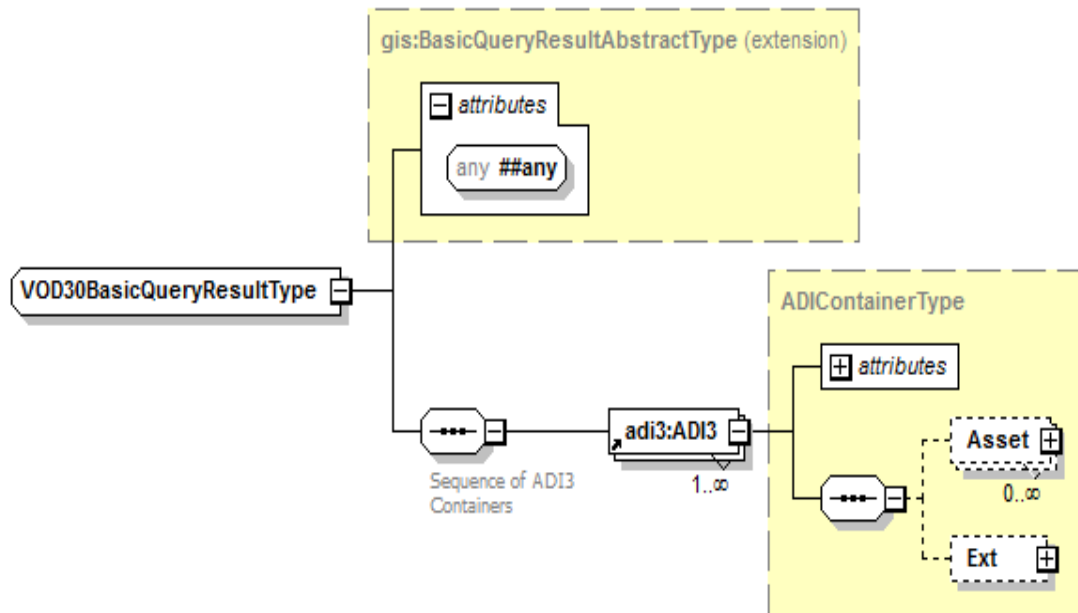 gis:BasicQueryResultAbstractType (extension)
attributes
any ##any
VOD30BasicQueryResultType
ADIContainerType
attributes
adi3:ADI3
1..∞
Sequence of ADI3
Containers
Asset
0..∞
Ext